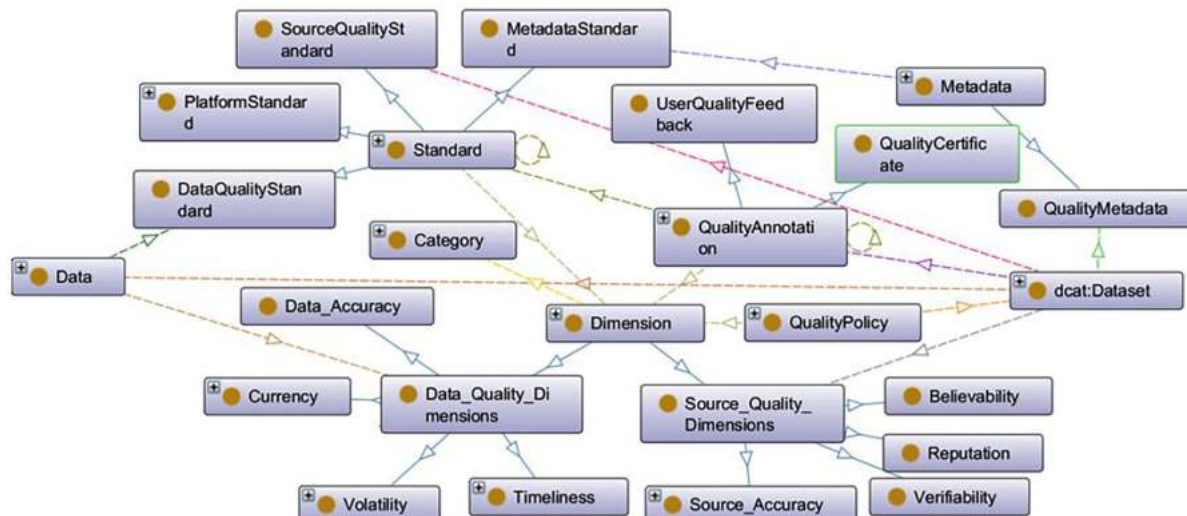 SourceQualitySt
andard
MetadataStandar
d
Metadata
PlatformStandar
d
UserQualityFeed
back
QualityCertific
ate
Standard
DataQualityStan
dard
QualityMetadata
Category
QualityAnnotati
on
Data
dcat:Dataset
Data_Accuracy
Dimension
QualityPolicy
Currency
Data_Quality_Di
mensions
Source_Quality_
Dimensions
Believability
Reputation
Volatility
Timeliness
Source_Accuracy
Verifiability